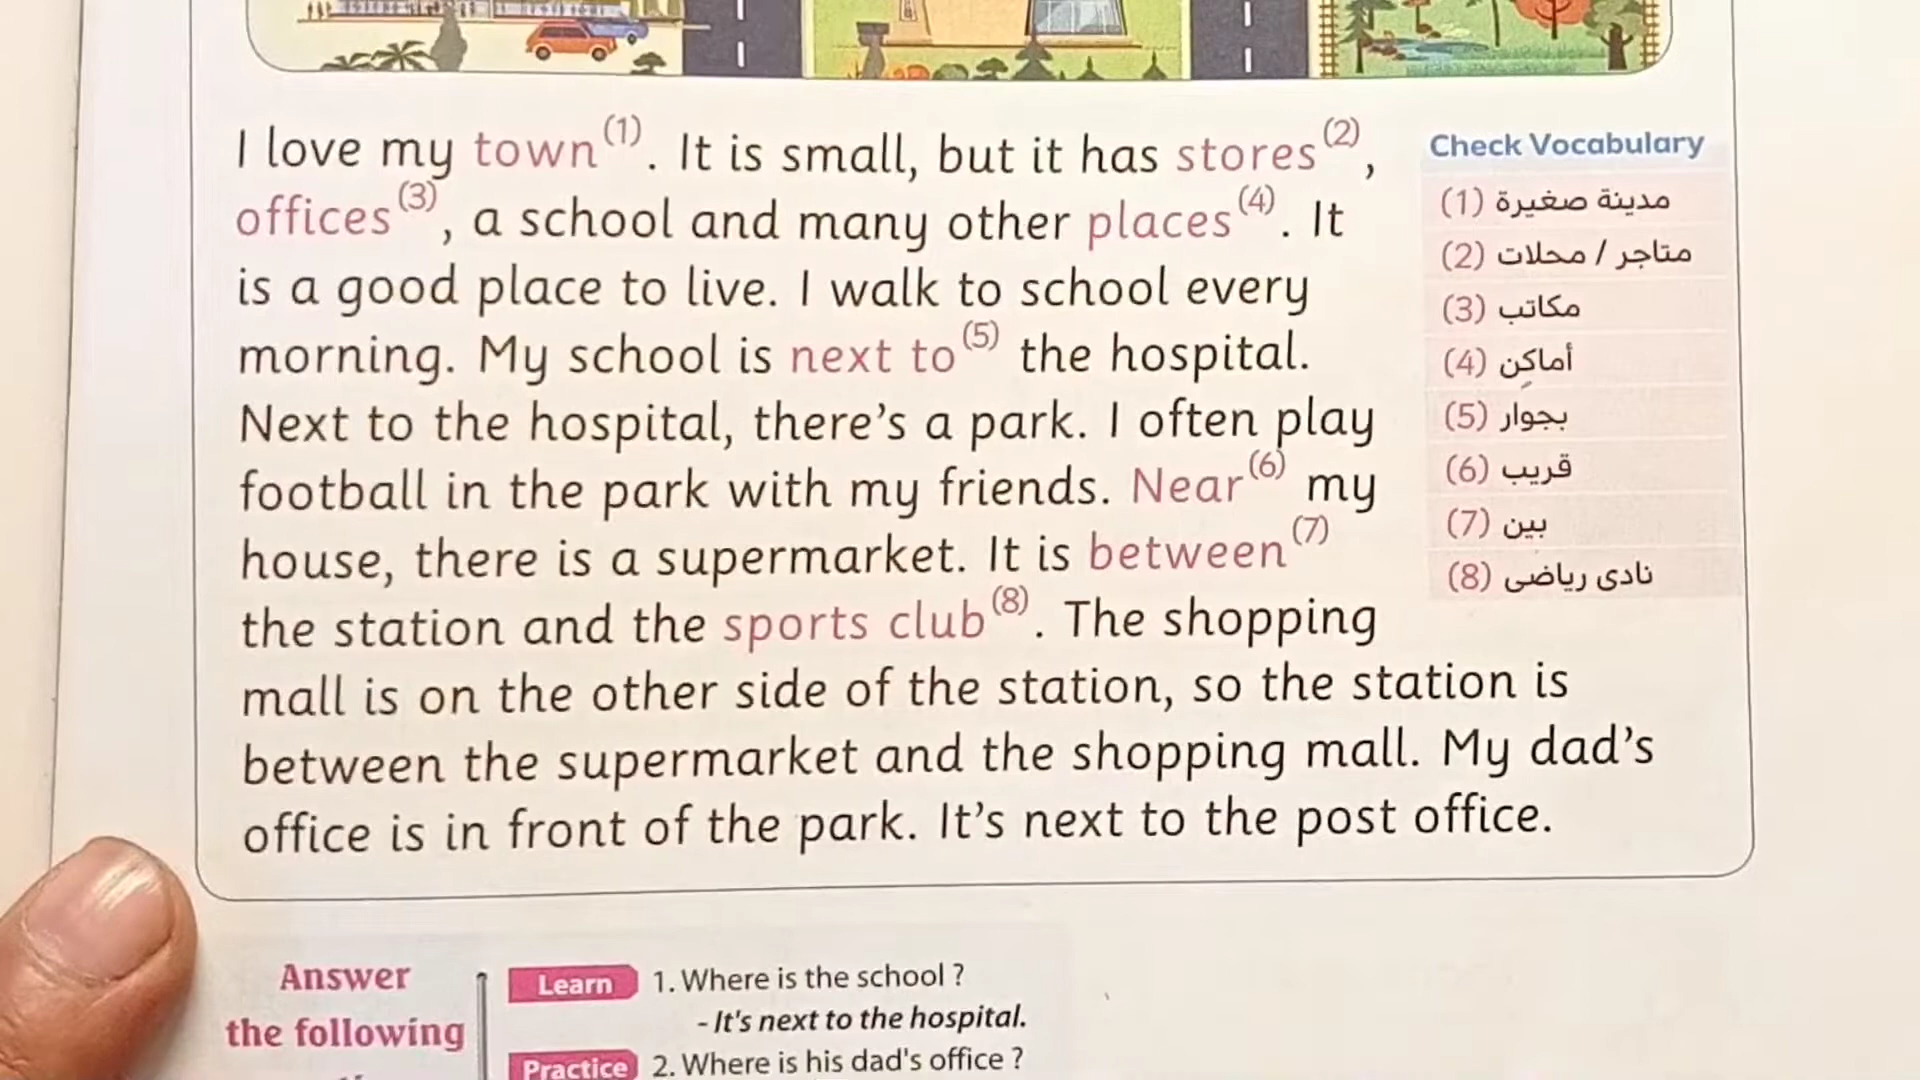 I love my town(1). It is small, but it has stores(2),
offices(3), a school and many other places(4). It
is a good place to live. I walk to school every
morning. My school is next to(5) the hospital.
Next to the hospital, there's a park. I often play
football in the park with my friends. Near(6) my
house, there is a supermarket. It is between(7)
the station and the sports club(8). The shopping
mall is on the other side of the station, so the station is
between the supermarket and the shopping mall. My dad's
office is in front of the park. It's next to the post office.
Check Vocabulary
(1) مدينة صغيرة
(2) متاجر / محلات
(3) مكاتب
(4) أماكِن
(5) بجوار
(6) قريب
(7) بين
(8) نادى رياضى
Answer
the following
Learn 1. Where is the school ?
- It's next to the hospital.
Practice 2. Where is his dad's office ?